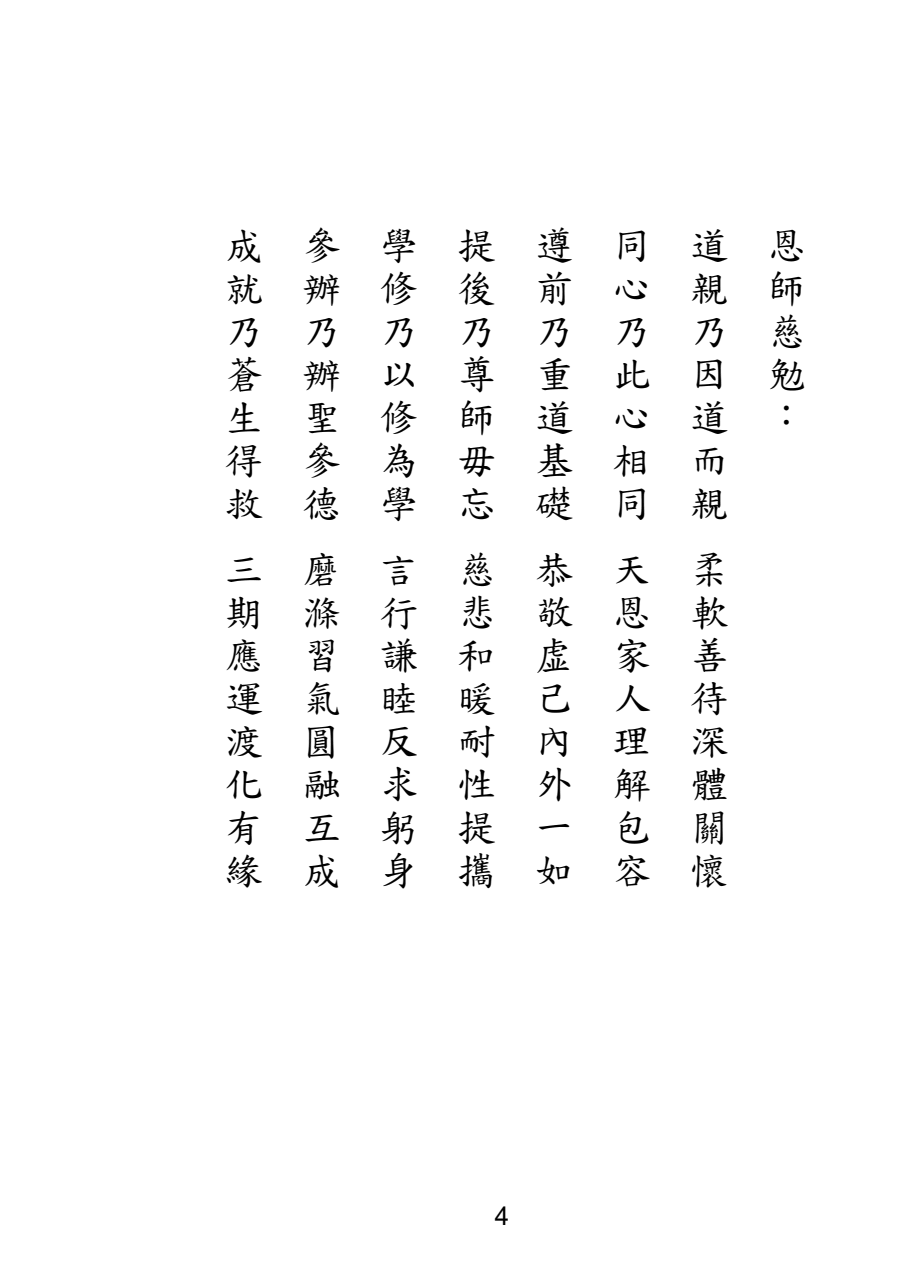 恩師慈勉：
道親乃因道而親　柔軟善待深體關懷
同心乃此心相同　天恩家人理解包容
遵前乃重道基礎　恭敬虛己內外一如
提後乃尊師毋忘　慈悲和暖耐性提攜
學修乃以修為學　言行謙睦反求躬身
參辦乃辦聖參德　磨滌習氣圓融互成
成就乃蒼生得救　三期應運渡化有緣
4